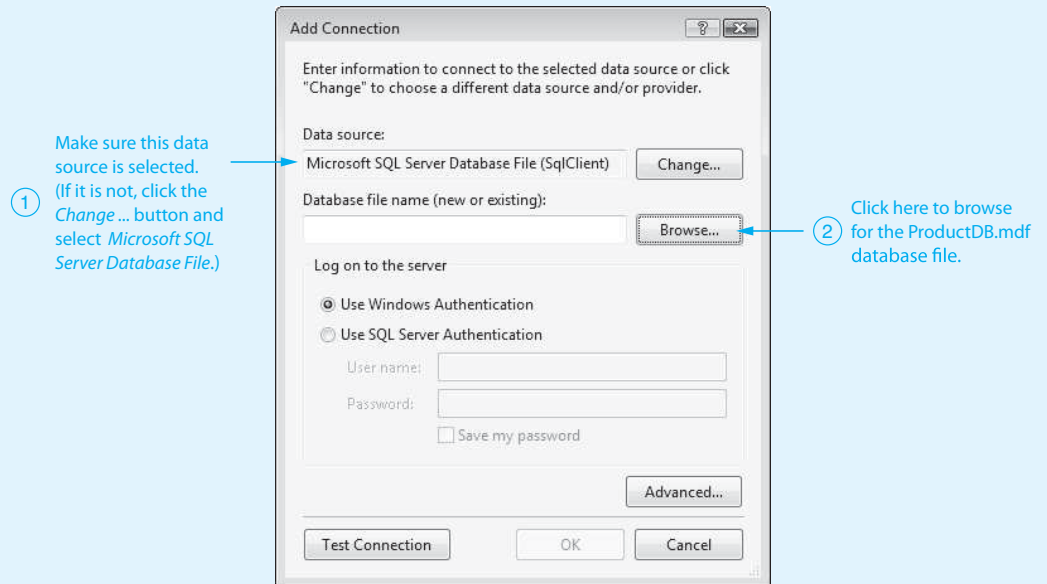 Add Connection
Enter information to connect to the selected data source or click
"Change" to choose a different data source and/or provider.
Data source:
Microsoft SQL Server Database File (SqlClient)
Change...
Database file name (new or existing):
Browse...
Log on to the server
Use Windows Authentication
Use SQL Server Authentication
User name:
Password:
Save my password
Advanced...
Test Connection
OK
Cancel
1
Make sure this data
source is selected.
(If it is not, click the
Change ... button and
select Microsoft SQL
Server Database File.)
2
Click here to browse
for the ProductDB.mdf
database file.